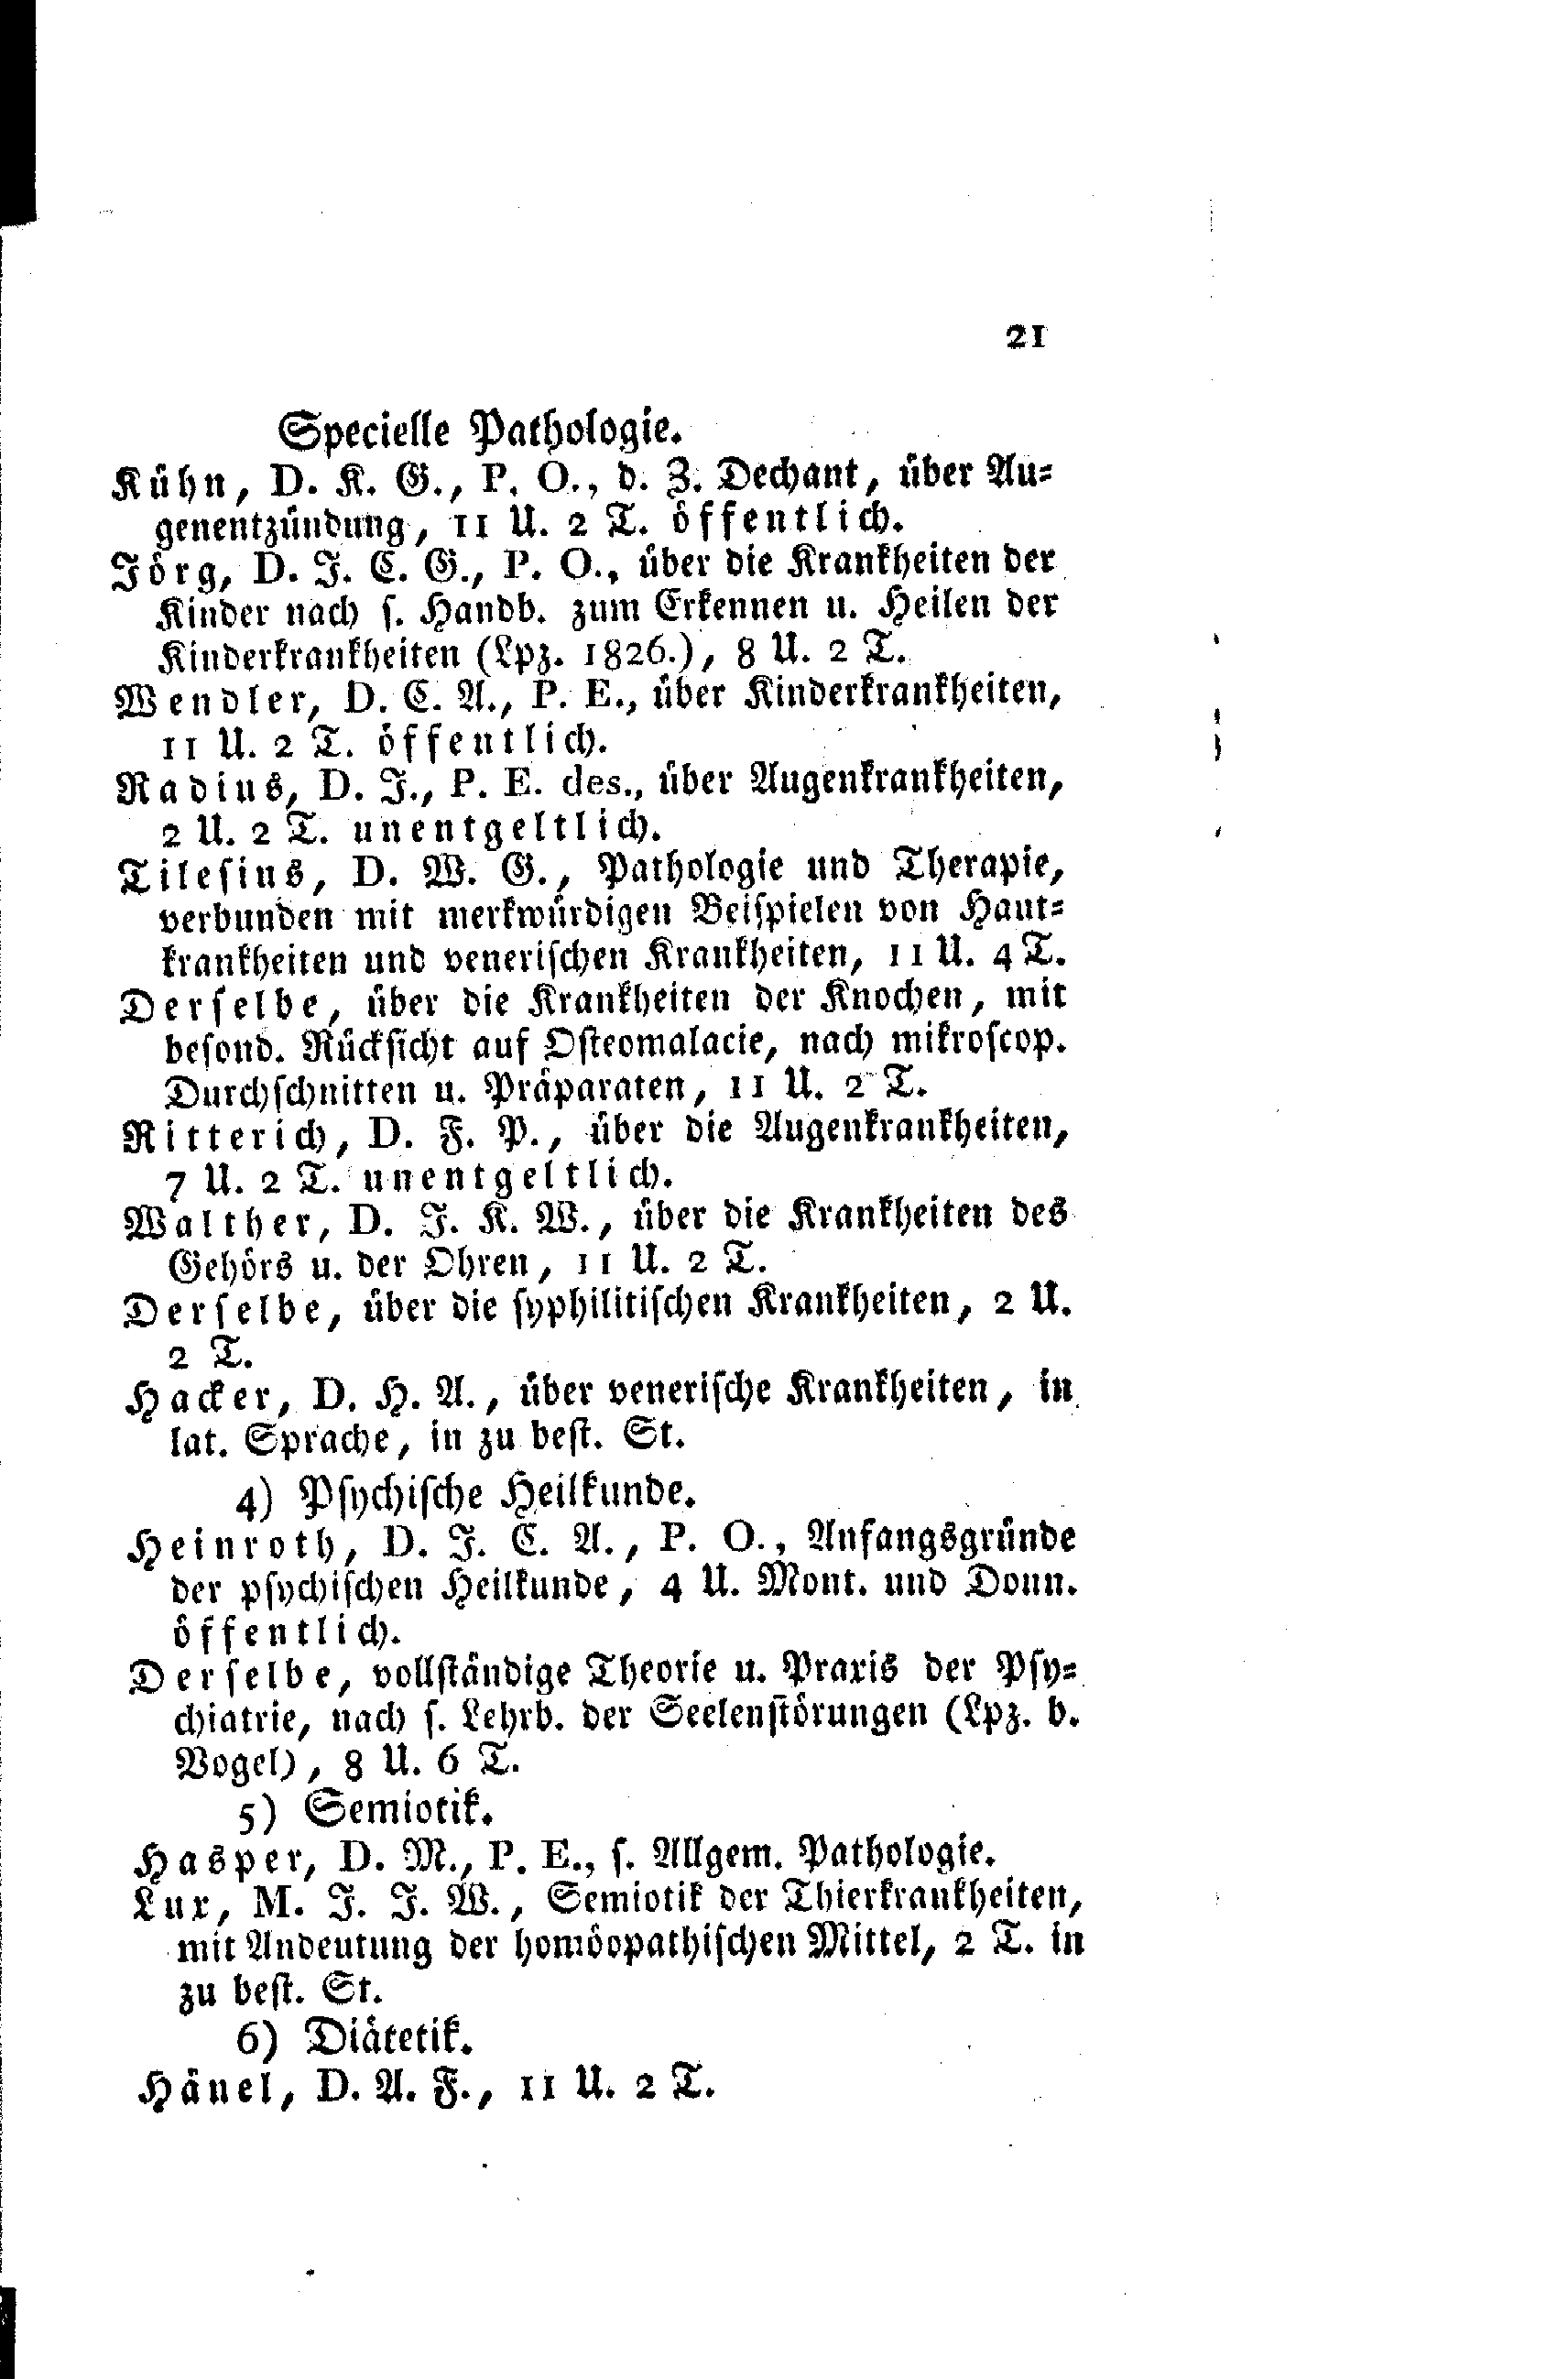 21
Specielle Pathologie.
Kühn, D. K. G., P. O., d. Z. Dechant, über Au-
genentzündung, 11 U. 2 T. öffentlich.
Jörg, D. J. C. G., P. O., über die Krankheiten der
Kinder nach s. Handb. zum Erkennen u. Heilen der
Kinderkrankheiten (Lpz. 1826.), 8 U. 2 T.
Wendler, D. C. A., P. E., über Kinderkrankheiten,
11 U. 2 T. öffentlich.
Radius, D. J., P. E. des., über Augenkrankheiten,
2 U. 2 T. unentgeltlich.
Tilesius, D. W. G., Pathologie und Therapie,
verbunden mit merkwürdigen Beispielen von Haut-
krankheiten und venerischen Krankheiten, 11 U. 4 T.
Derselbe, über die Krankheiten der Knochen, mit
besond. Rücksicht auf Osteomalacie, nach mikroscop.
Durchschnitten u. Präparaten, 11 U. 2 T.
Ritterich, D. F. P., über die Augenkrankheiten,
7 U. 2 T. unentgeltlich.
Walther, D. J. K. W., über die Krankheiten des
Gehörs u. der Ohren, 11 U. 2 T.
Derselbe, über die syphilitischen Krankheiten, 2 U.
2 T.
Hacker, D. H. A., über venerische Krankheiten, in
lat. Sprache, in zu best. St.
4) Psychische Heilkunde.
Heinroth, D. J. C. A., P. O., Anfangsgründe
der psychischen Heilkunde, 4 U. Mont. und Donn.
öffentlich.
Derselbe, vollständige Theorie u. Praxis der Psy-
chiatrie, nach s. Lehrb. der Seelenstörungen (Lpz. b.
Vogel), 8 U. 6 T.
5) Semiotik.
Hasper, D. M., P. E., s. Allgem. Pathologie.
Lux, M. J. J. W., Semiotik der Thierkrankheiten,
mit Andeutung der homöopathischen Mittel, 2 T. in
zu best. St.
6) Diätetik.
Hänel, D. A. F., 11 U. 2 T.